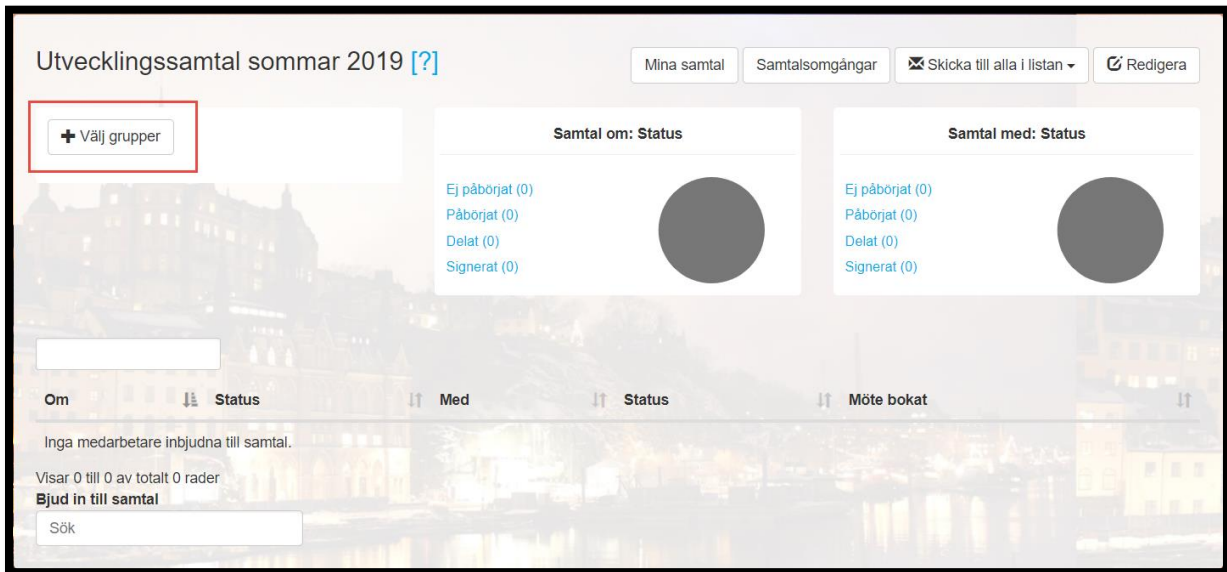 Utvecklingssamtal sommar 2019 [?]
Mina samtal
Samtalsomgångar
Skicka till alla i listan
Redigera
Välj grupper
Samtal om: Status
Ej påbörjat (0)
Påbörjat (0)
Delat (0)
Signerat (0)
Samtal med: Status
Ej påbörjat (0)
Påbörjat (0)
Delat (0)
Signerat (0)
Om Status Med Status Möte bokat
Inga medarbetare inbjudna till samtal.
Visar 0 till 0 av totalt 0 rader
Bjud in till samtal
Sök